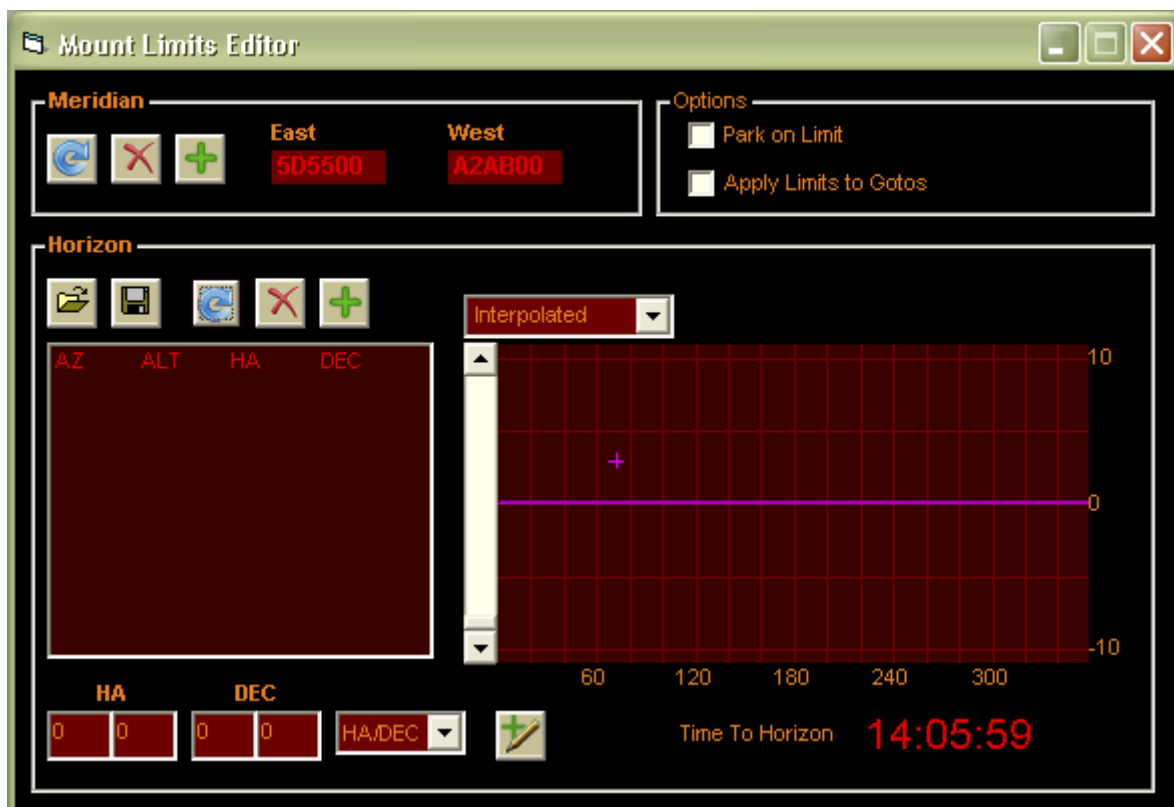 Mount Limits Editor
Meridian
East West
5D5500 A2AB00
Options
Park on Limit
Apply Limits to Gotos
Horizon
Interpolated
AZ ALT HA DEC
10
0
-10
60 120 180 240 300
HA DEC
0 0 0 0 HA/DEC
Time To Horizon 14:05:59